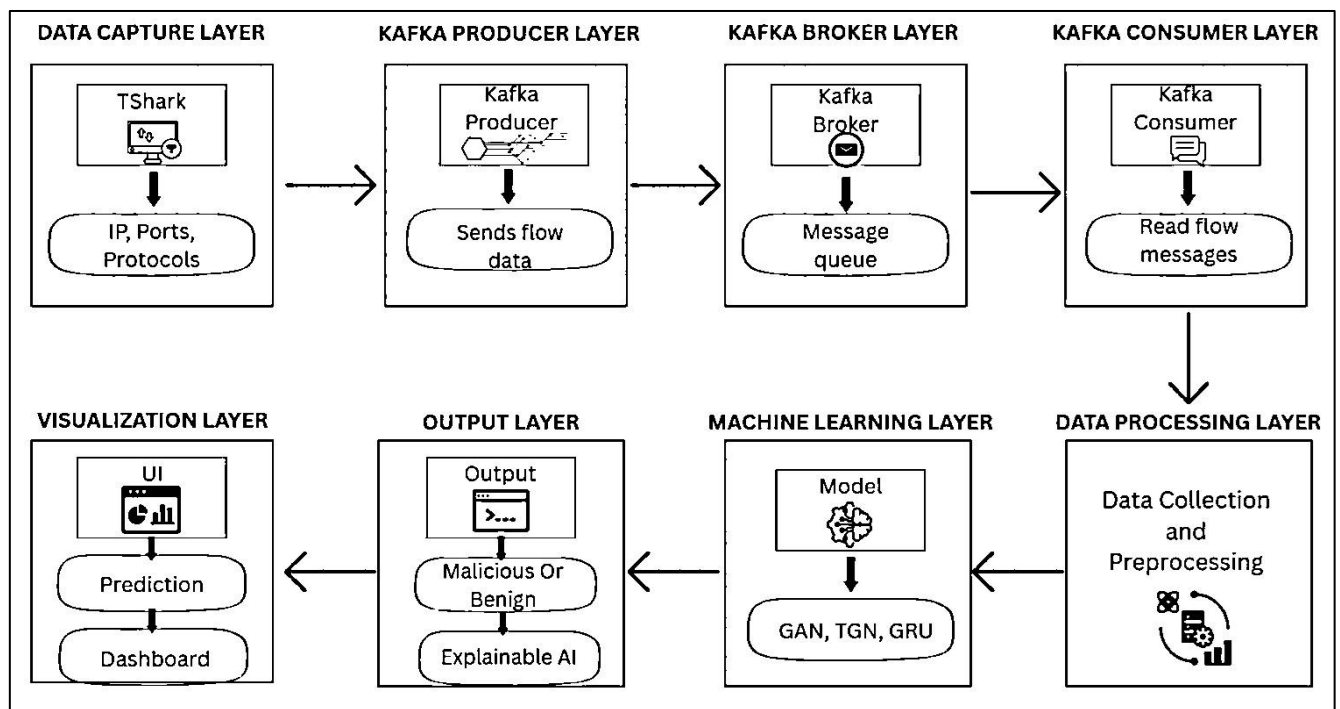 DATA CAPTURE LAYER
KAFKA PRODUCER LAYER
KAFKA BROKER LAYER
KAFKA CONSUMER LAYER
TShark
IP, Ports,
Protocols
Kafka
Producer
Sends flow
data
Kafka
Broker
Message
queue
Kafka
Consumer
Read flow
messages
VISUALIZATION LAYER
OUTPUT LAYER
MACHINE LEARNING LAYER
DATA PROCESSING LAYER
UI
Prediction
Dashboard
Output
>_...
Malicious Or
Benign
Explainable AI
Model
GAN, TGN, GRU
Data Collection
and
Preprocessing